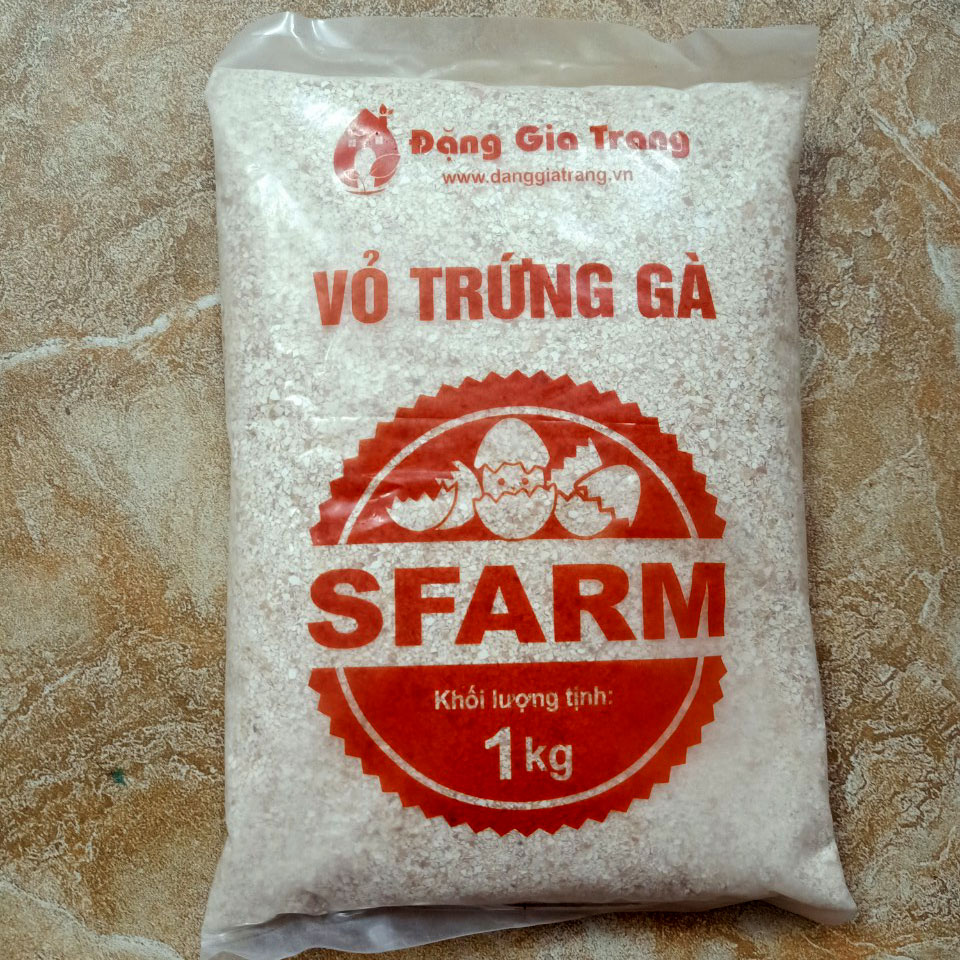 Đặng Gia Trang
www.danggiatrang.vn
VỎ TRỨNG GÀ
SFARM
Khối lượng tịnh:
1kg